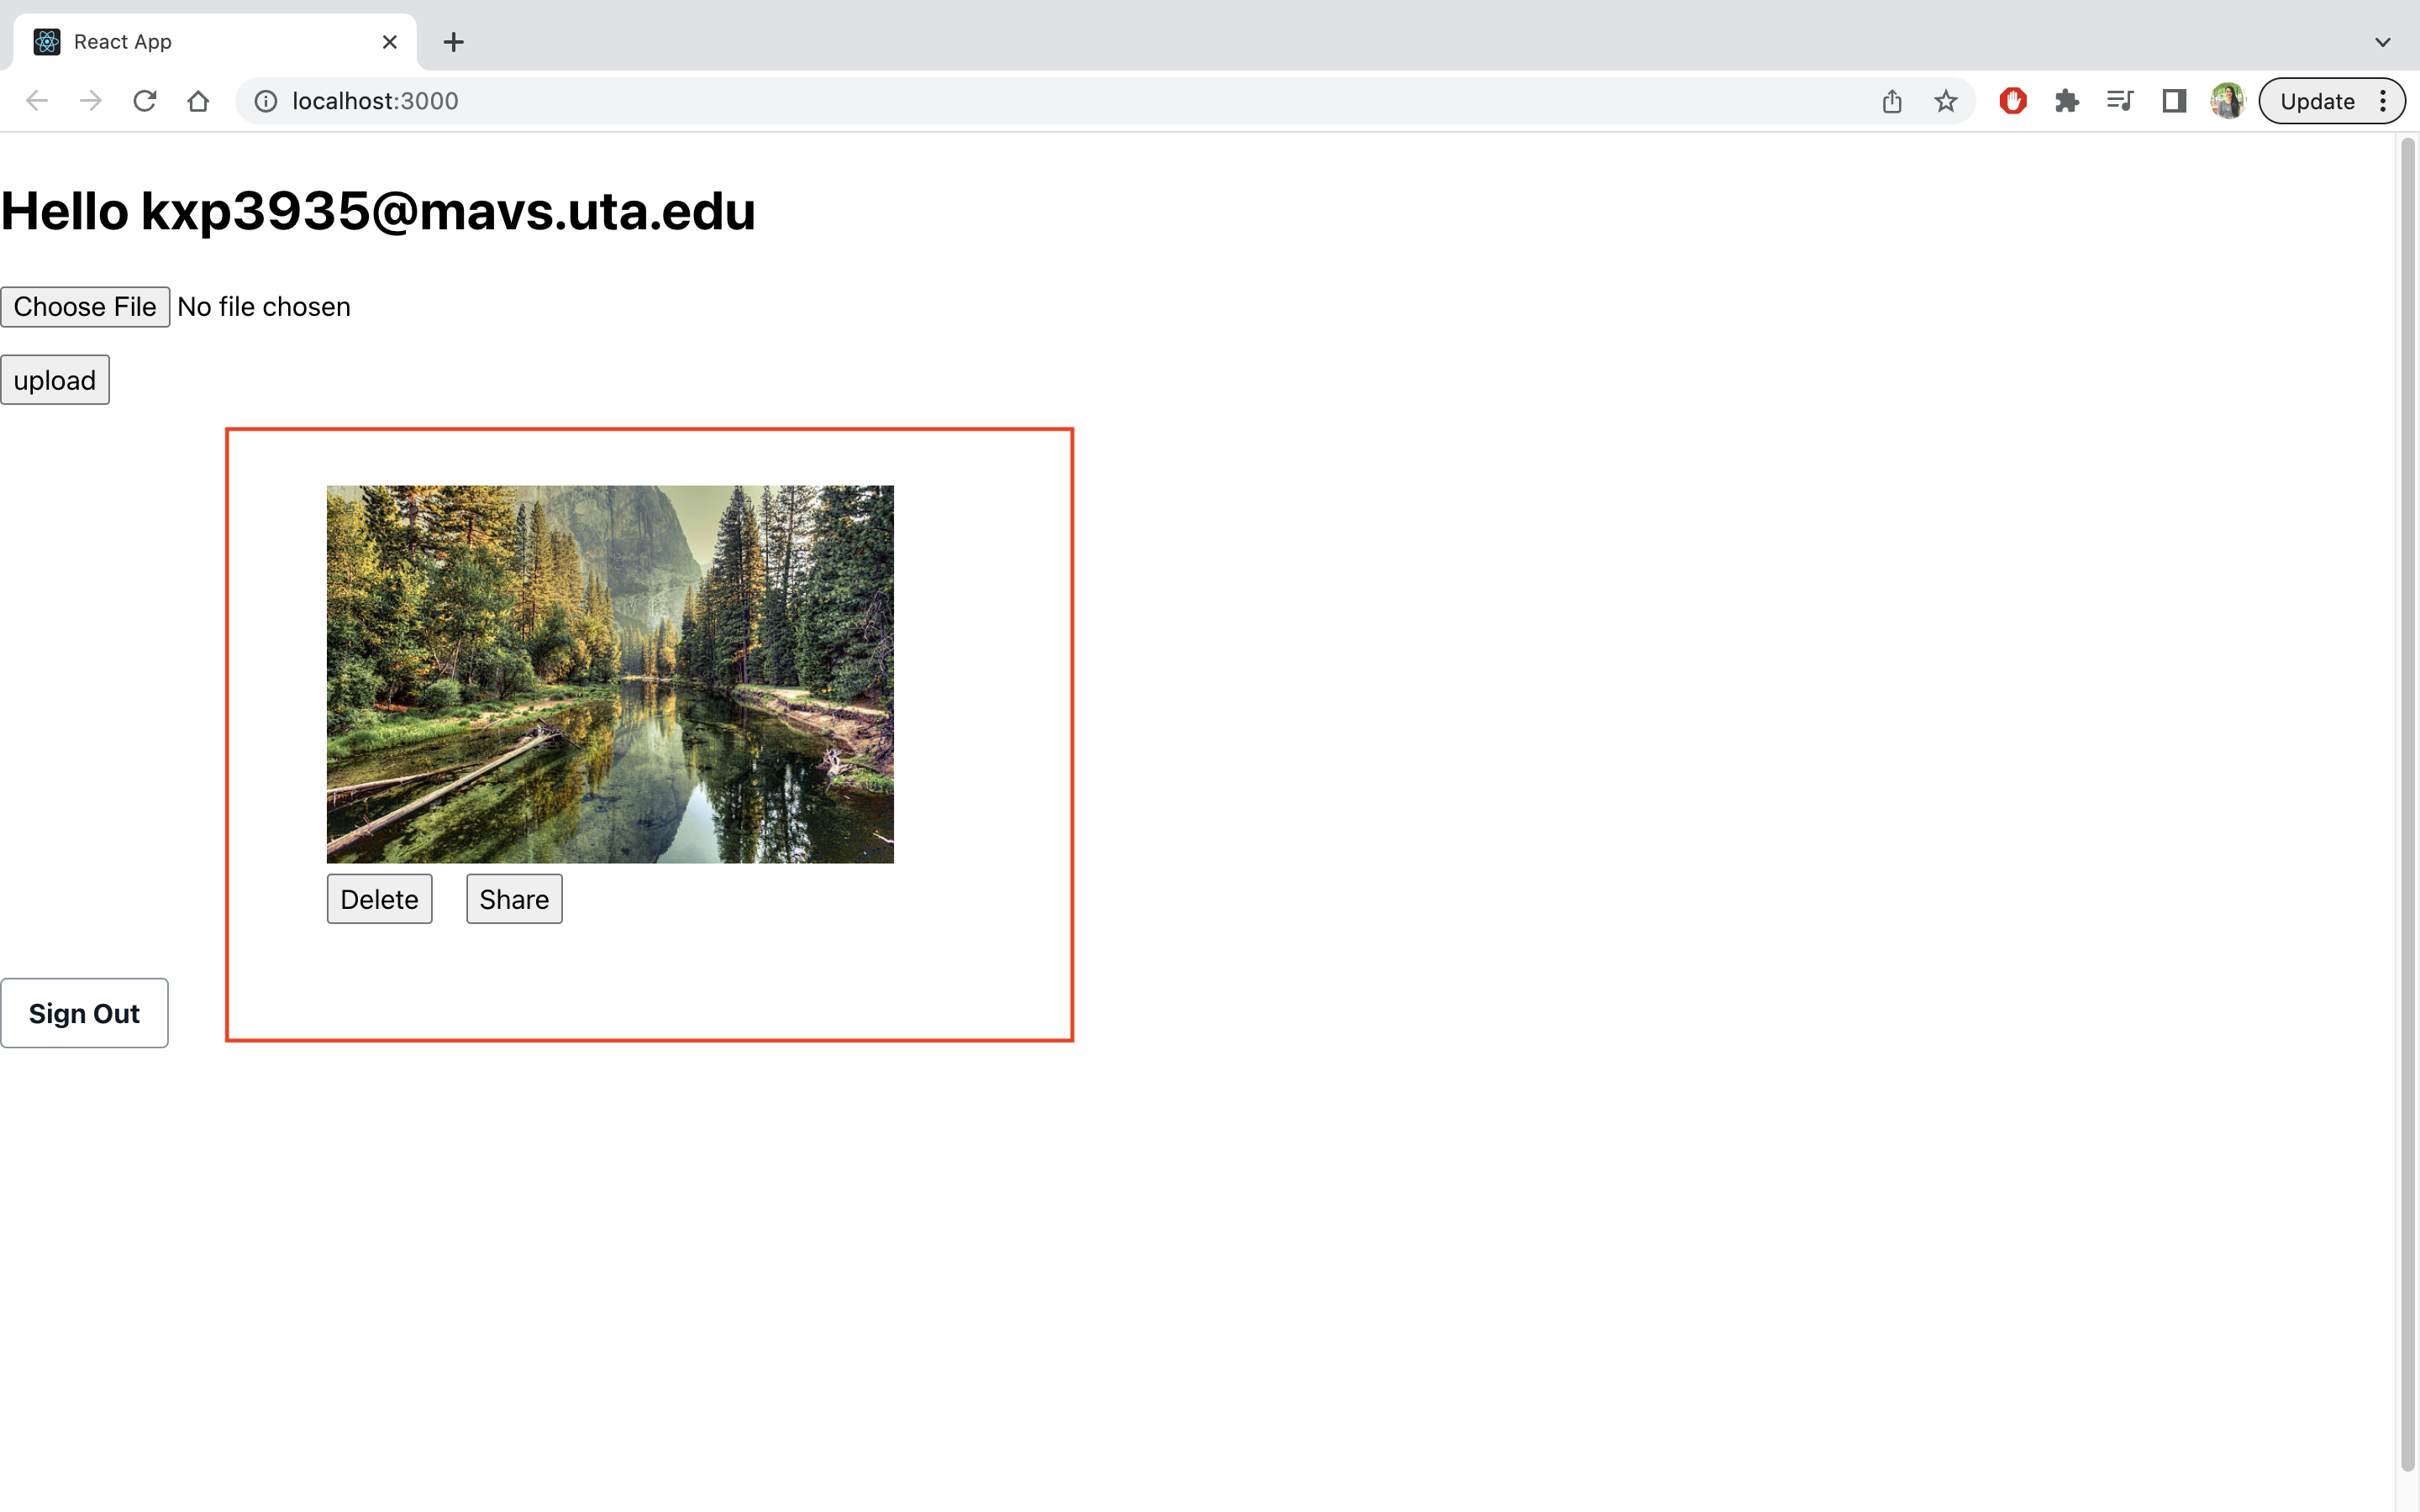 React App
localhost:3000
Update
Hello kxp3935@mavs.uta.edu
Choose File No file chosen
upload
Delete Share
Sign Out